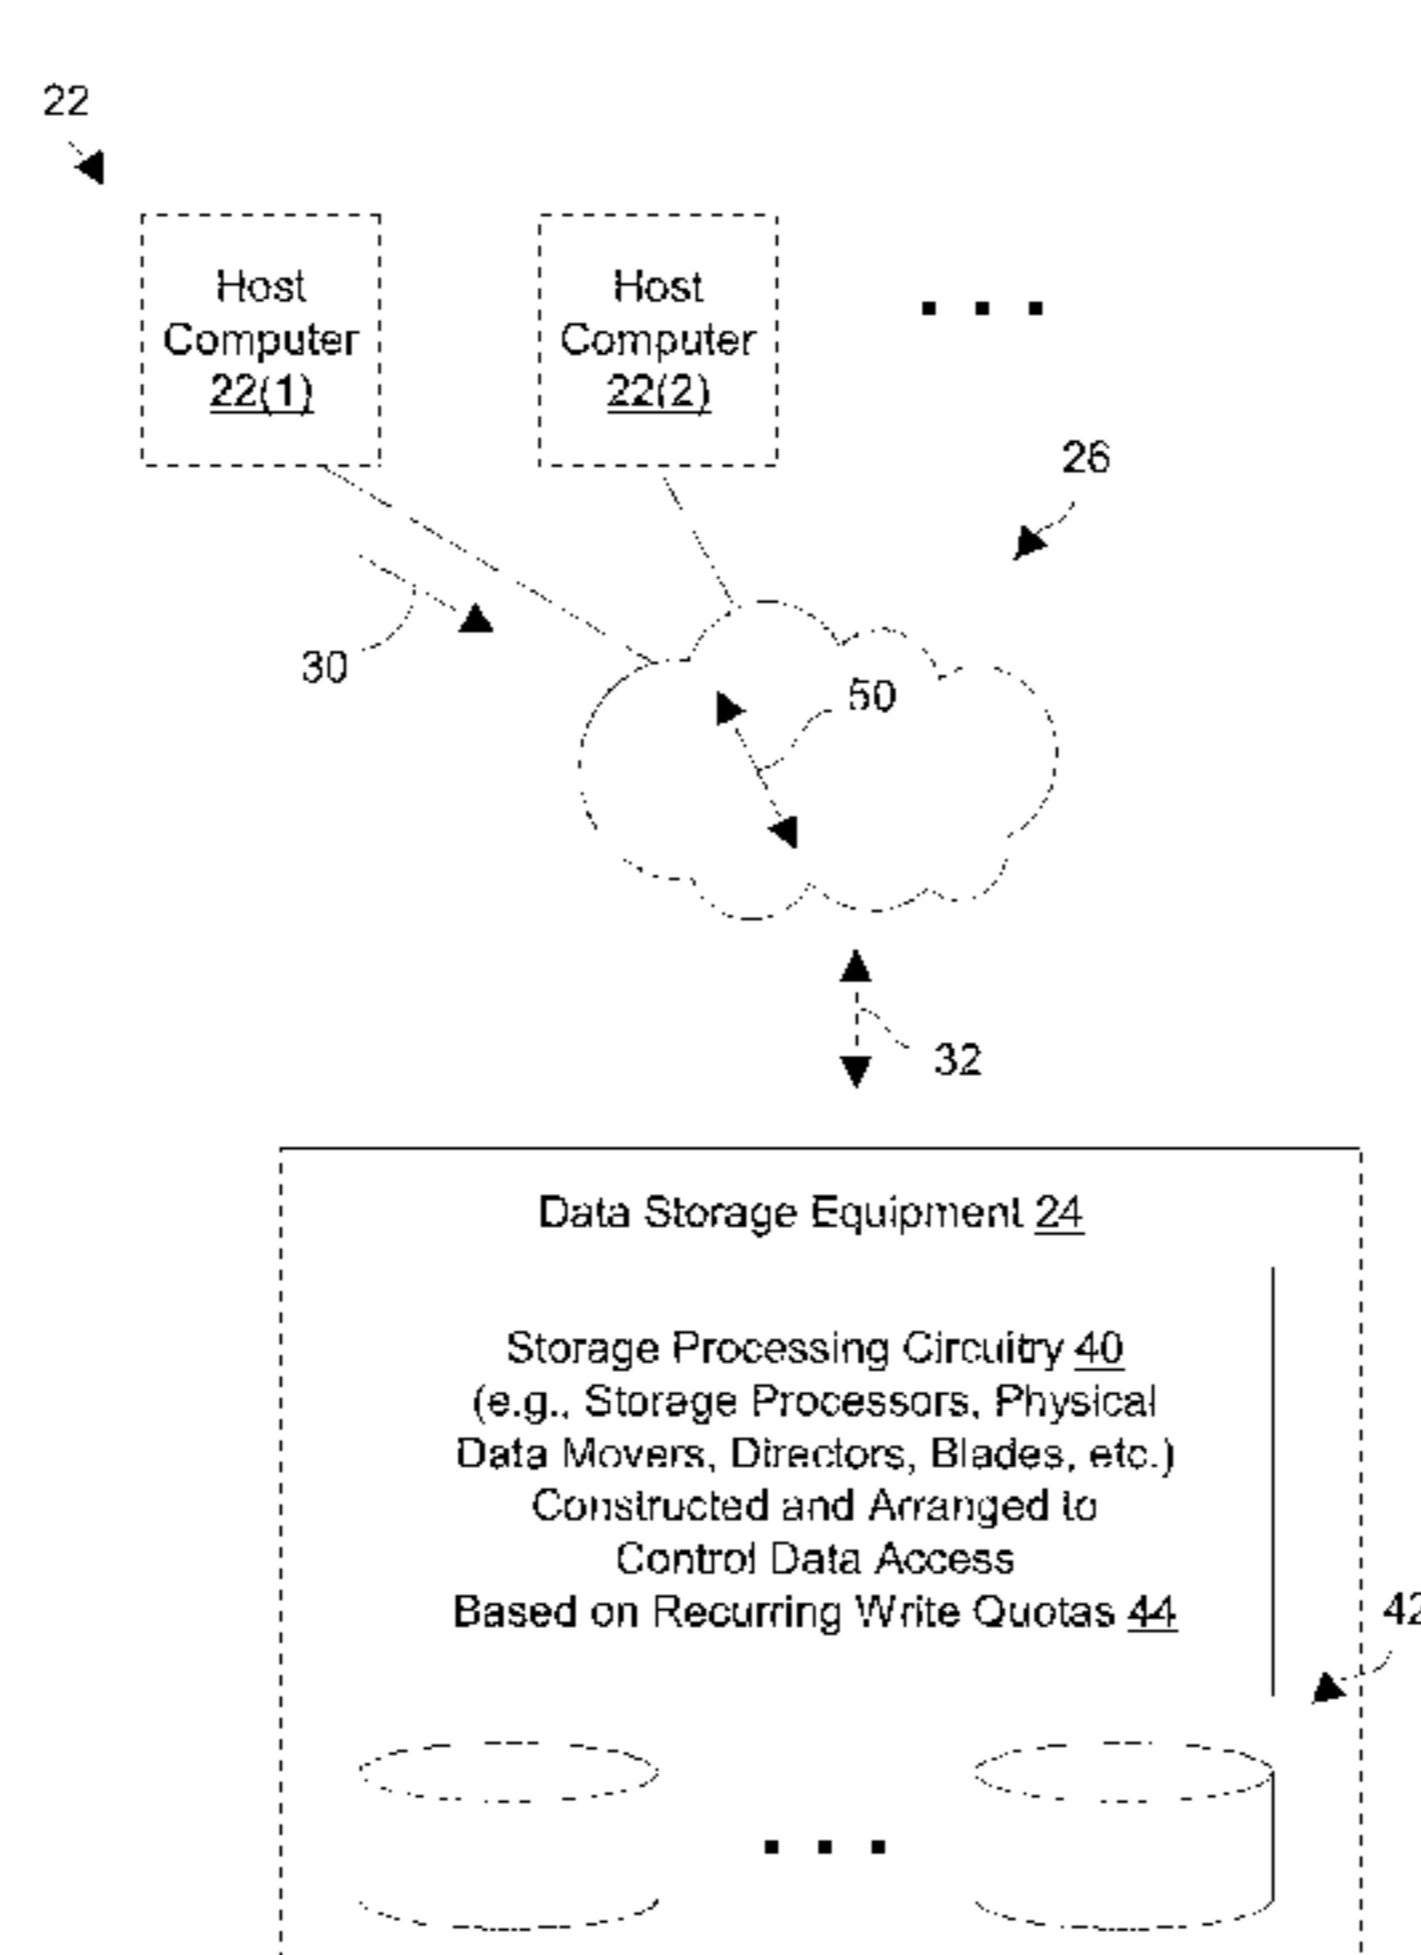 22
Host
Computer
22(1)
Host
Computer
22(2)
26
30
50
32
Data Storage Equipment 24
Storage Processing Circuitry 40
(e.g., Storage Processors, Physical
Data Movers, Directors, Blades, etc.)
Constructed and Arranged to
Control Data Access
Based on Recurring Write Quotas 44
42